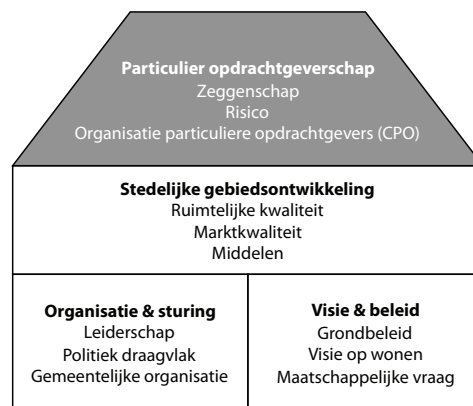 Particulier opdrachtgeverschap
Zeggenschap
Risico
Organisatie particuliere opdrachtgevers (CPO)
Stedelijke gebiedsontwikkeling
Ruimtelijke kwaliteit
Marktkwaliteit
Middelen
Organisatie & sturing
Leiderschap
Politiek draagvlak
Gemeentelijke organisatie
Visie & beleid
Grondbeleid
Visie op wonen
Maatschappelijke vraag